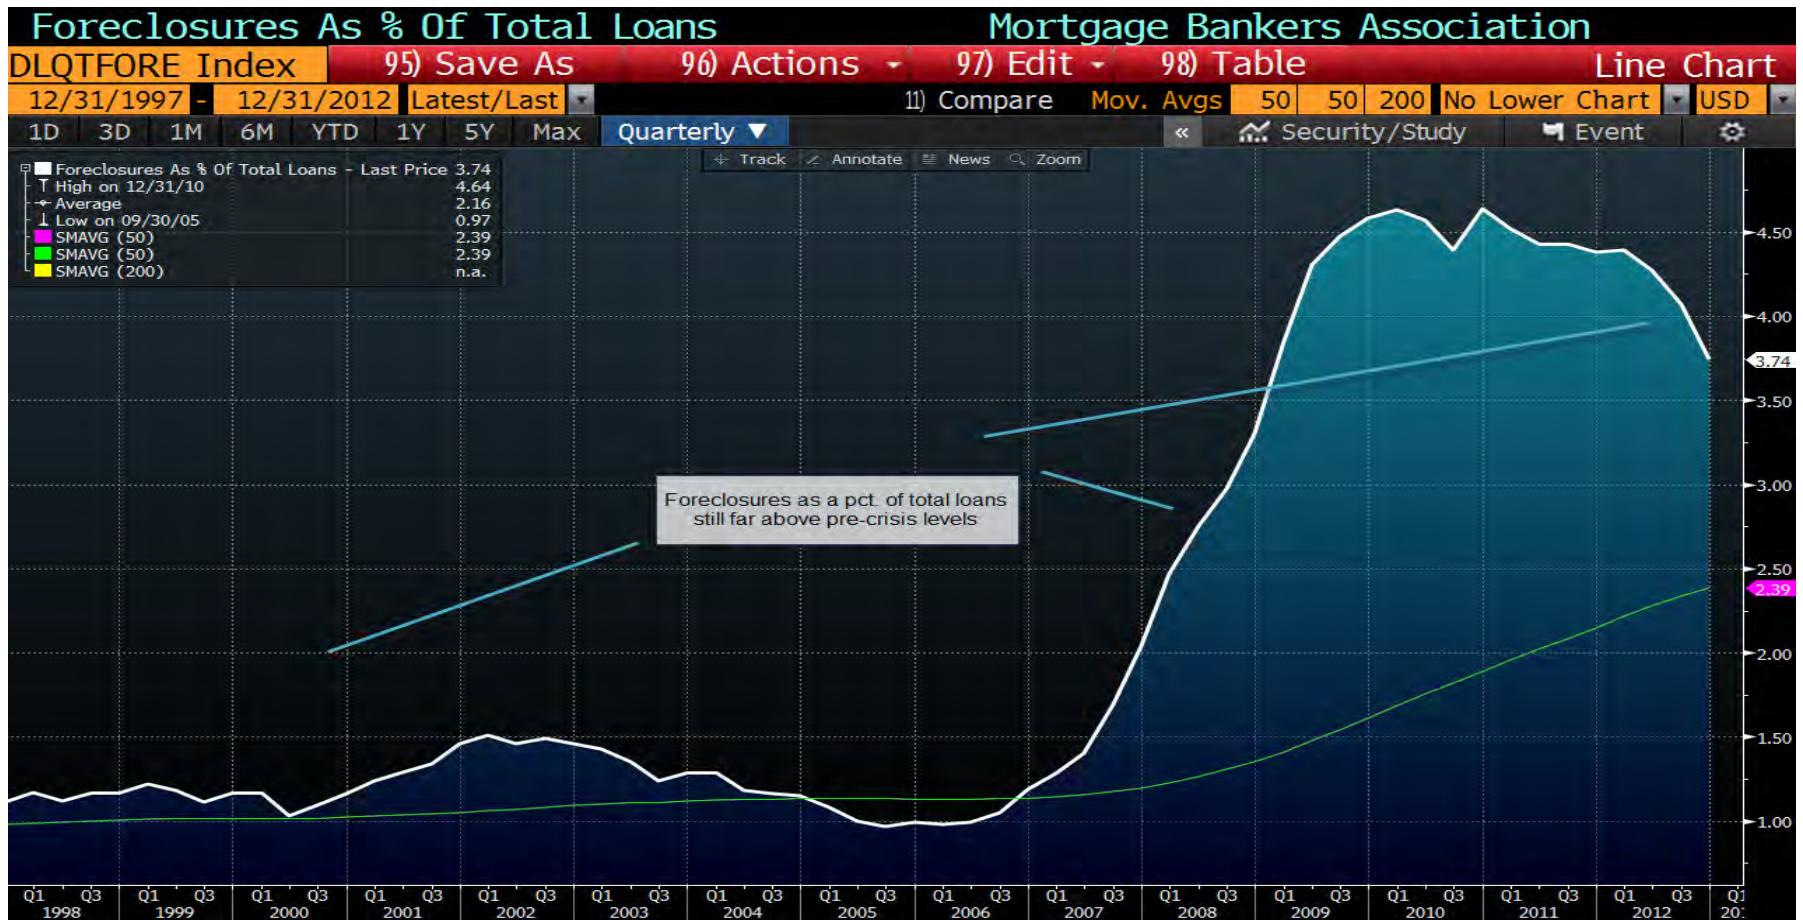 Foreclosures As % Of Total Loans Mortgage Bankers Association
DLQTFORE Index 95) Save As 96) Actions 97) Edit 98) Table Line Chart
12/31/1997 - 12/31/2012 Latest/Last 11) Compare Mov. Avgs 50 50 200 No Lower Chart USD
1D 3D 1M 6M YTD 1Y 5Y Max Quarterly ▼ « Security/Study Event
Track Annotate News Zoom
Foreclosures As % Of Total Loans - Last Price 3.74
High on 12/31/10 4.64
Average 2.16
Low on 09/30/05 0.97
SMAVG (50) 2.39
SMAVG (50) 2.39
SMAVG (200) n.a.
4.50
4.00
3.74
3.50
3.00
Foreclosures as a pct. of total loans
still far above pre-crisis levels
2.50
2.39
2.00
1.50
1.00
Q1 Q3 Q1 Q3 Q1 Q3 Q1 Q3 Q1 Q3 Q1 Q3 Q1 Q3 Q1 Q3 Q1 Q3 Q1 Q3 Q1 Q3 Q1 Q3 Q1 Q3 Q1 Q3 Q1 Q3 Q1
1998 1999 2000 2001 2002 2003 2004 2005 2006 2007 2008 2009 2010 2011 2012 201